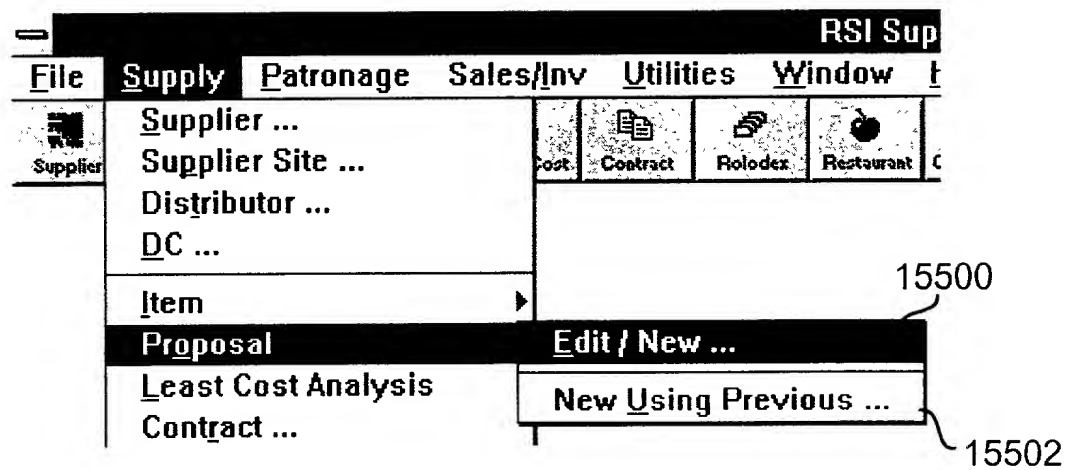 RSI Sup
File Supply Patronage Sales/Inv Utilities Window
Supplier ...
Supplier Cost Contract Rolodex Restaurant
Supplier Site ...
Distributor ...
DC ...
15500
Item
Proposal Edit / New ...
Least Cost Analysis
New Using Previous ...
Contract ...
15502